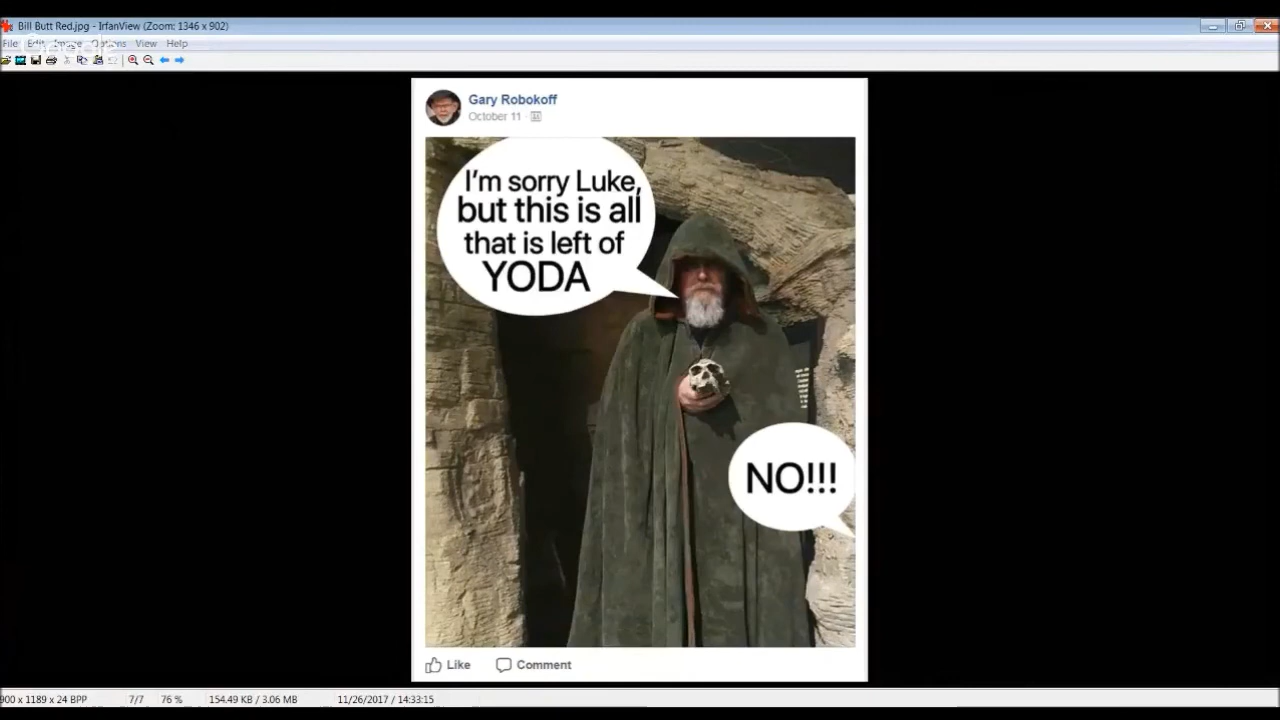 Bill Butt Red.jpg - IrfanView (Zoom: 1346 x 902)
File Edit Image Options View Help
Gary Robokoff
October 11
I'm sorry Luke,
but this is all
that is left of
YODA
NO!!!
Like Comment
900 x 1189 x 24 BPP 7/7 76 % 154.49 KB / 3.06 MB 11/26/2017 / 14:33:15